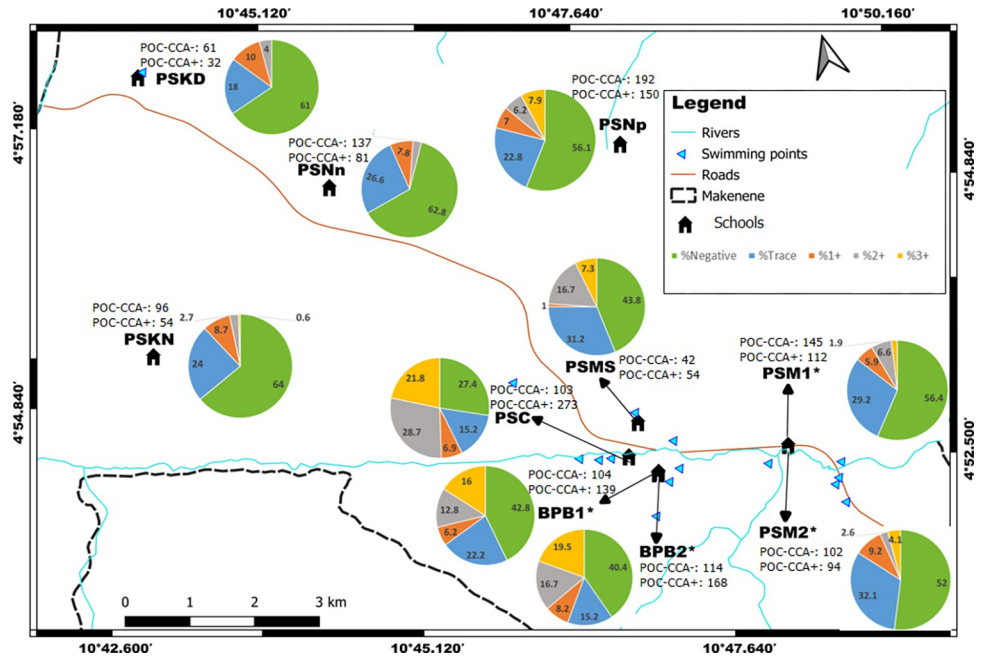 10°45.120′ 10°47.640′ 10°50.160′
POC-CCA-: 61
POC-CCA+: 32
PSKD
4
10
18
61
4°57.180′
POC-CCA-: 137
POC-CCA+: 81
PSNn
7.8
26.6
62.8
POC-CCA-: 192
POC-CCA+: 150
PSNp
7.9
6.2
7
22.8
56.1
Legend
Rivers
Swimming points
Roads
Makenene
Schools
%Negative %Trace %1+ %2+ %3+
4°54.840′
POC-CCA-: 96
POC-CCA+: 54
PSKN
2.7
0.6
8.7
24
64
7.3
16.7
43.8
1
31.2
PSMS
POC-CCA-: 42
POC-CCA+: 54
POC-CCA-: 145
POC-CCA+: 112
PSM1*
1.9
6.6
5.9
29.2
56.4
4°54.840′
21.8
27.4
28.7
15.2
6.9
POC-CCA-: 103
POC-CCA+: 273
PSC
4°52.500′
16
12.8
42.8
6.2
22.2
POC-CCA-: 104
POC-CCA+: 139
BPB1*
19.5
40.4
16.7
8.2
15.2
BPB2*
POC-CCA-: 114
POC-CCA+: 168
PSM2*
POC-CCA-: 102
POC-CCA+: 94
2.6
4.1
9.2
32.1
52
0 1 2 3 km
10°42.600′ 10°45.120′ 10°47.640′